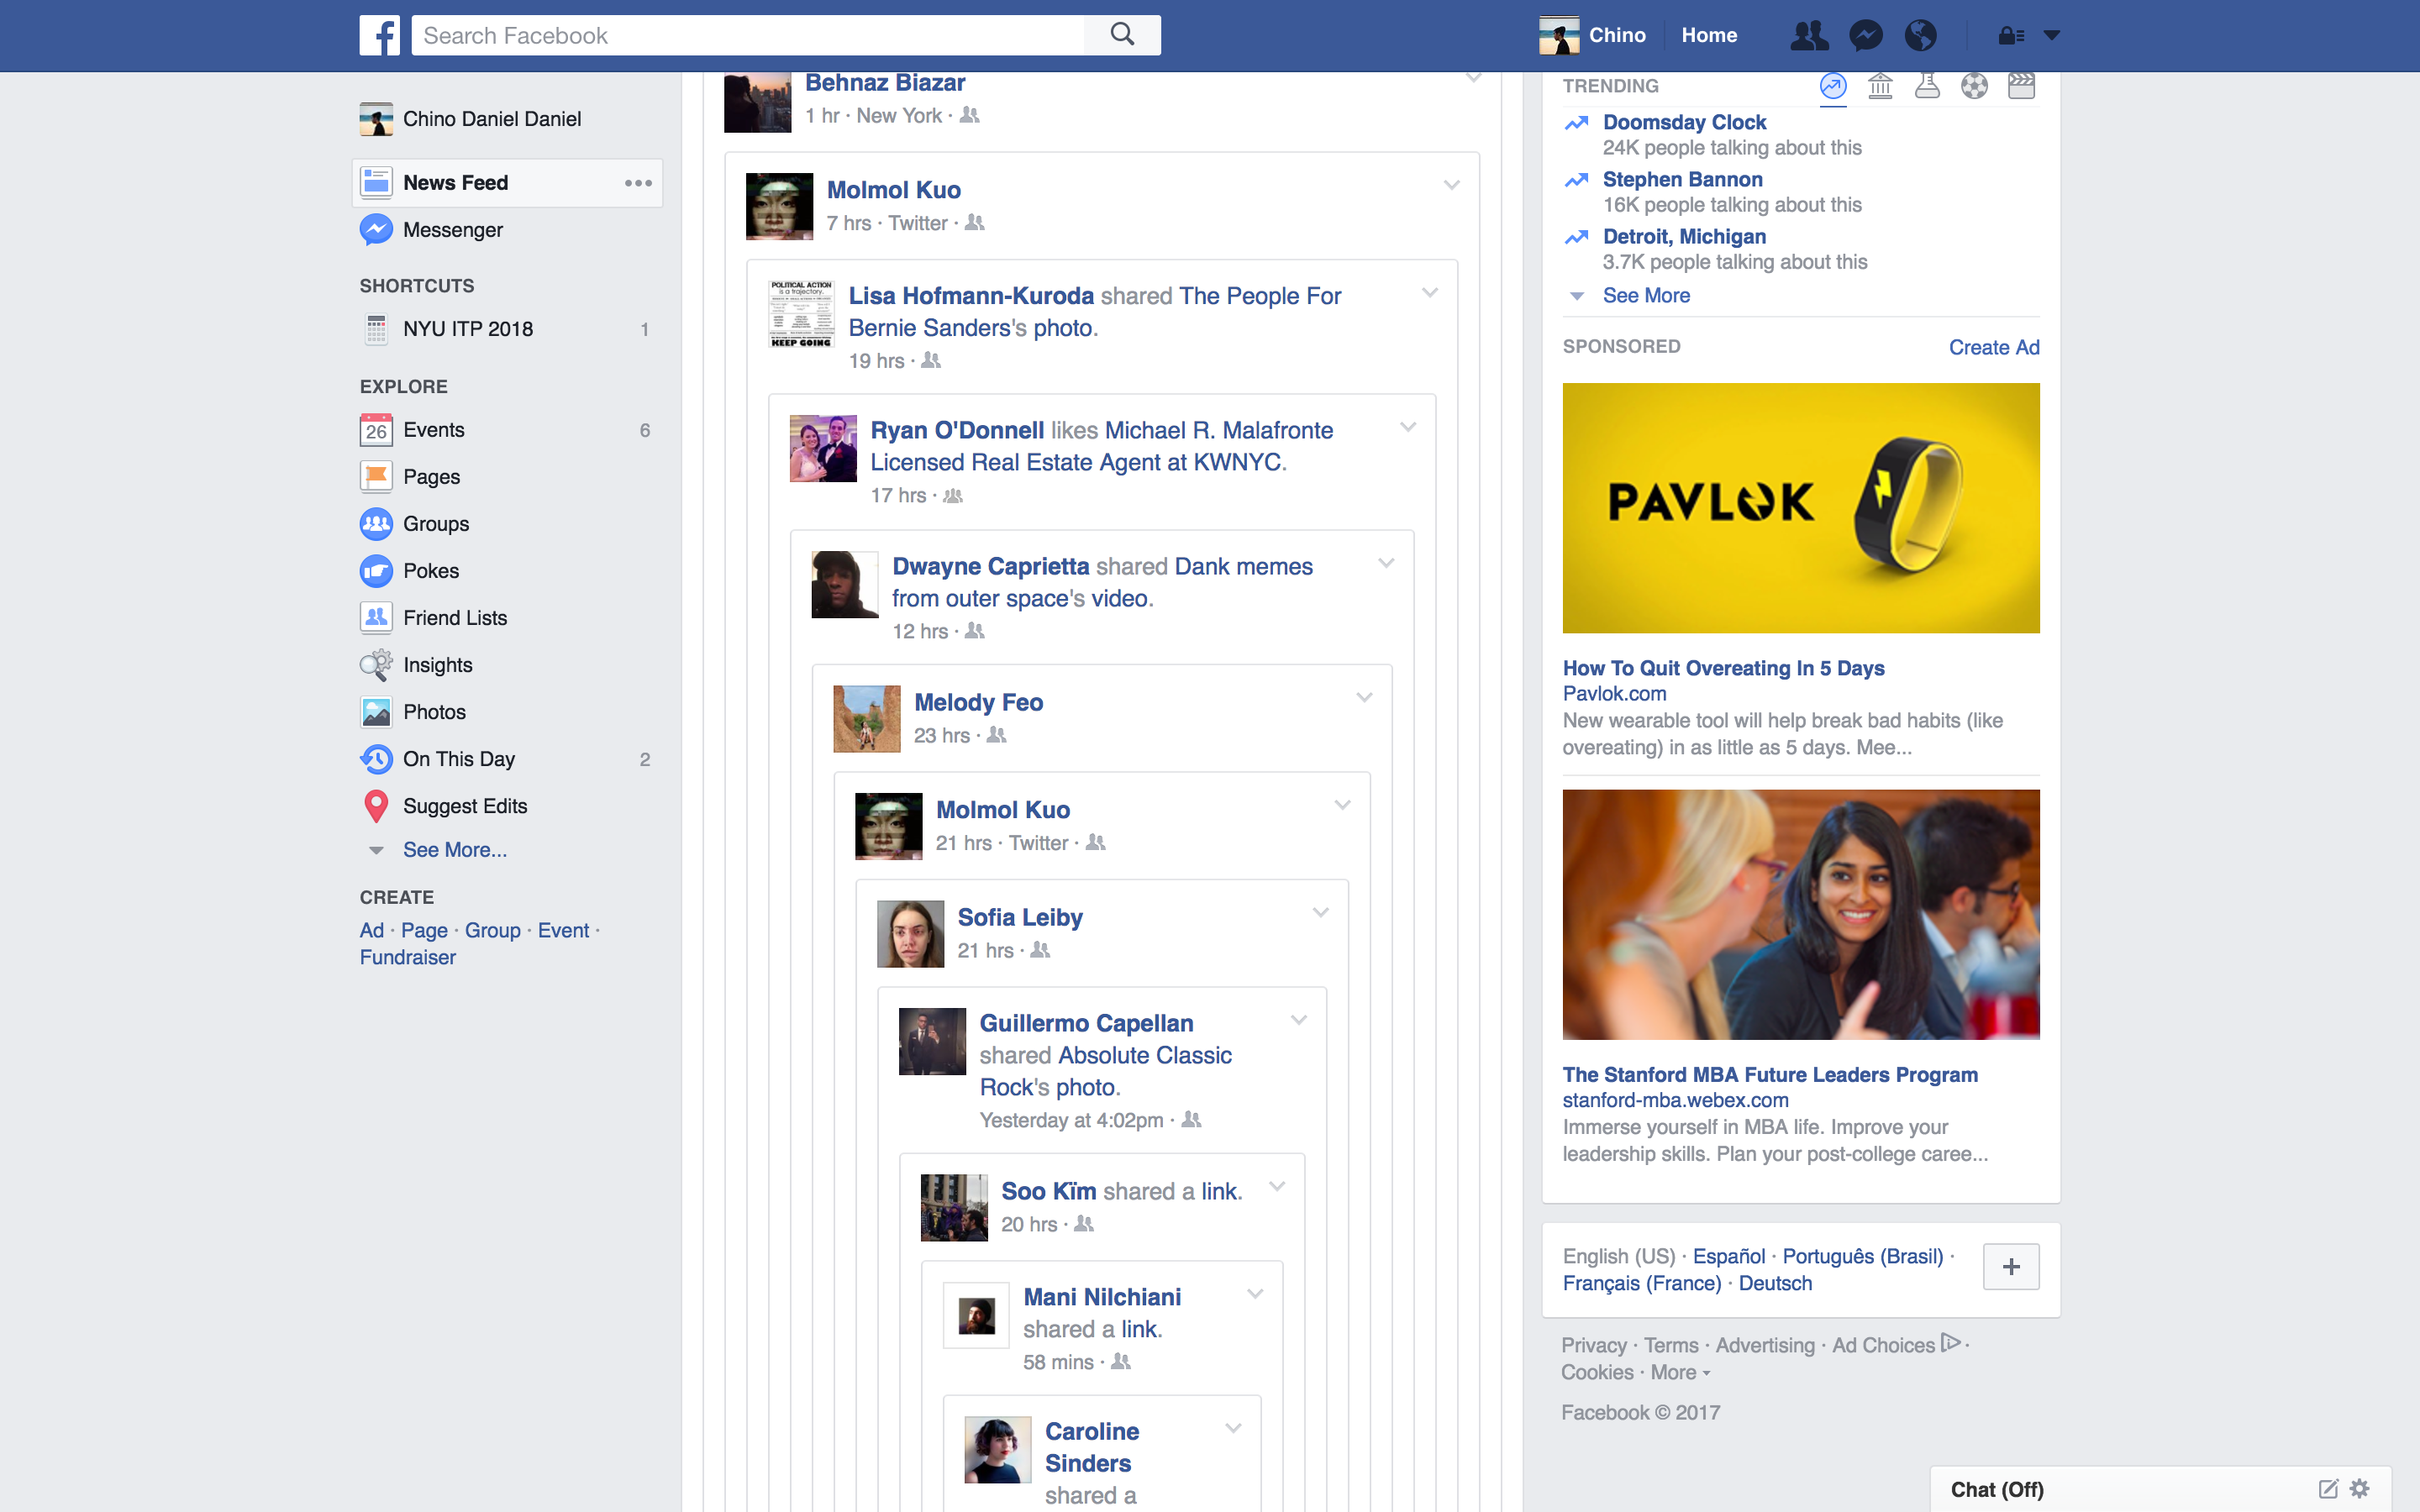 Search Facebook
Chino
Home
Chino Daniel Daniel
News Feed
Messenger
SHORTCUTS
NYU ITP 2018 1
EXPLORE
26
Events 6
Pages
Groups
Pokes
Friend Lists
Insights
Photos
On This Day 2
Suggest Edits
See More...
CREATE
Ad · Page · Group · Event ·
Fundraiser
Behnaz Biazar
1 hr · New York ·
Molmol Kuo
7 hrs · Twitter ·
POLITICAL ACTION
is a trajectory.
KEEP GOING
Lisa Hofmann-Kuroda shared The People For
Bernie Sanders's photo.
19 hrs ·
Ryan O'Donnell likes Michael R. Malafronte
Licensed Real Estate Agent at KWNYC.
17 hrs ·
Dwayne Caprietta shared Dank memes
from outer space's video.
12 hrs ·
Melody Feo
23 hrs ·
Molmol Kuo
21 hrs · Twitter ·
Sofia Leiby
21 hrs ·
Guillermo Capellan
shared Absolute Classic
Rock's photo.
Yesterday at 4:02pm ·
Soo Kïm shared a link.
20 hrs ·
Mani Nilchiani
shared a link.
58 mins ·
Caroline
Sinders
shared a
TRENDING
Doomsday Clock
24K people talking about this
Stephen Bannon
16K people talking about this
Detroit, Michigan
3.7K people talking about this
See More
SPONSORED
Create Ad
PAVLOK
How To Quit Overeating In 5 Days
Pavlok.com
New wearable tool will help break bad habits (like
overeating) in as little as 5 days. Mee...
The Stanford MBA Future Leaders Program
stanford-mba.webex.com
Immerse yourself in MBA life. Improve your
leadership skills. Plan your post-college caree...
English (US) · Español · Português (Brasil) ·
Français (France) · Deutsch
+
Privacy · Terms · Advertising · Ad Choices ·
Cookies · More
Facebook © 2017
Chat (Off)